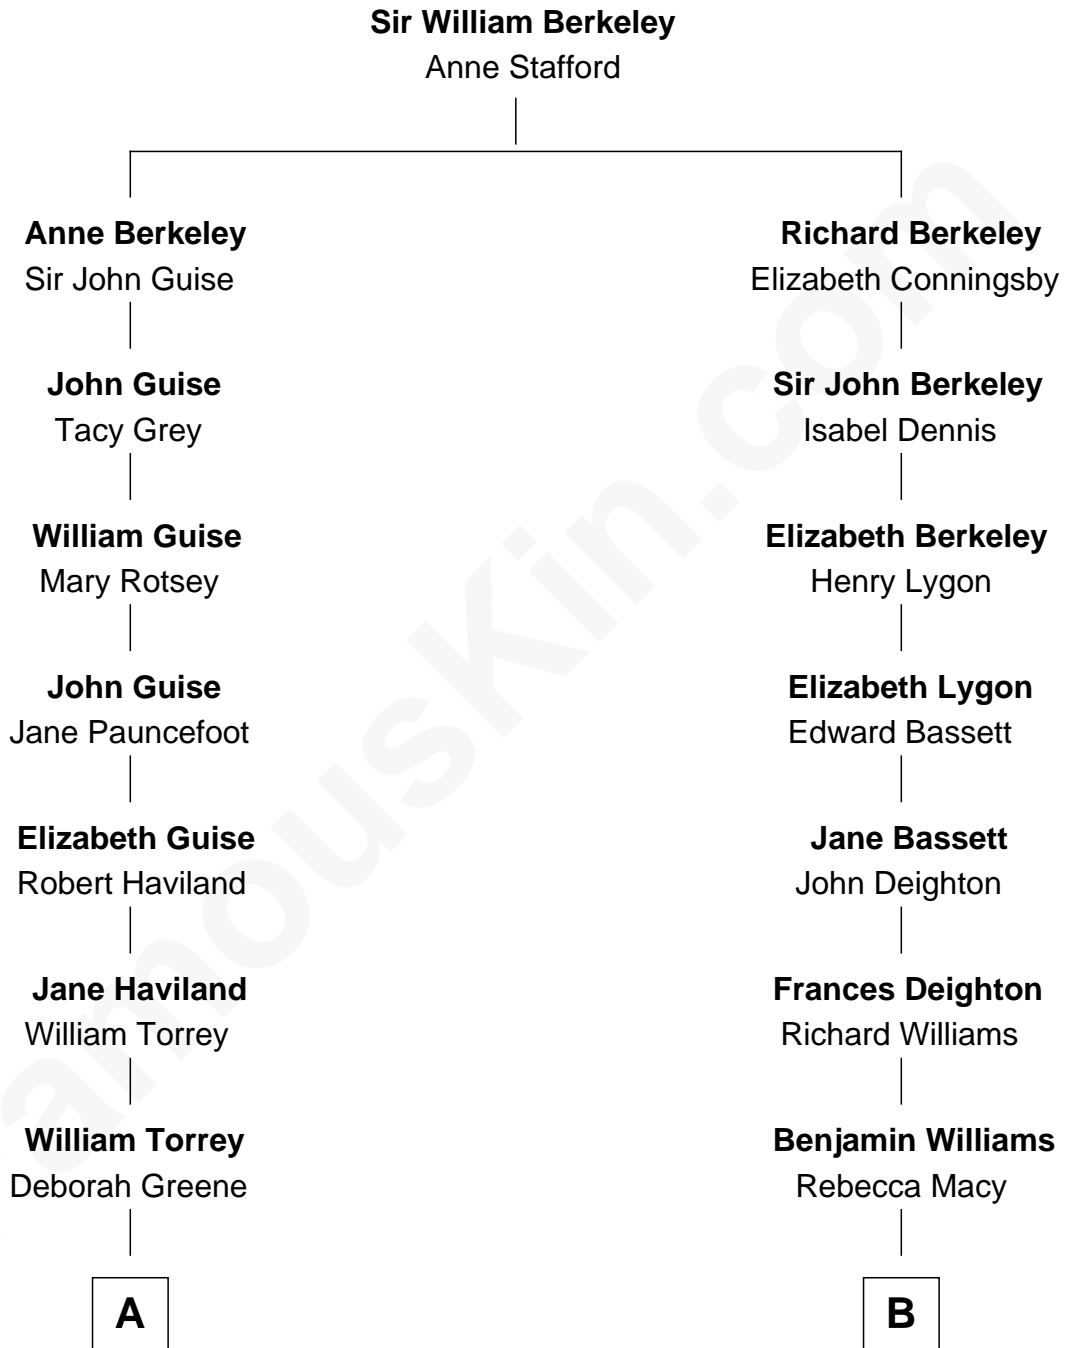 Sir William Berkeley
Anne Stafford
Anne Berkeley
Sir John Guise
Richard Berkeley
Elizabeth Conningsby
John Guise
Tacy Grey
Sir John Berkeley
Isabel Dennis
William Guise
Mary Rotsey
Elizabeth Berkeley
Henry Lygon
John Guise
Jane Pauncefoot
Elizabeth Lygon
Edward Bassett
Elizabeth Guise
Robert Haviland
Jane Bassett
John Deighton
Jane Haviland
William Torrey
Frances Deighton
Richard Williams
William Torrey
Deborah Greene
Benjamin Williams
Rebecca Macy
A
B
amouskin.com